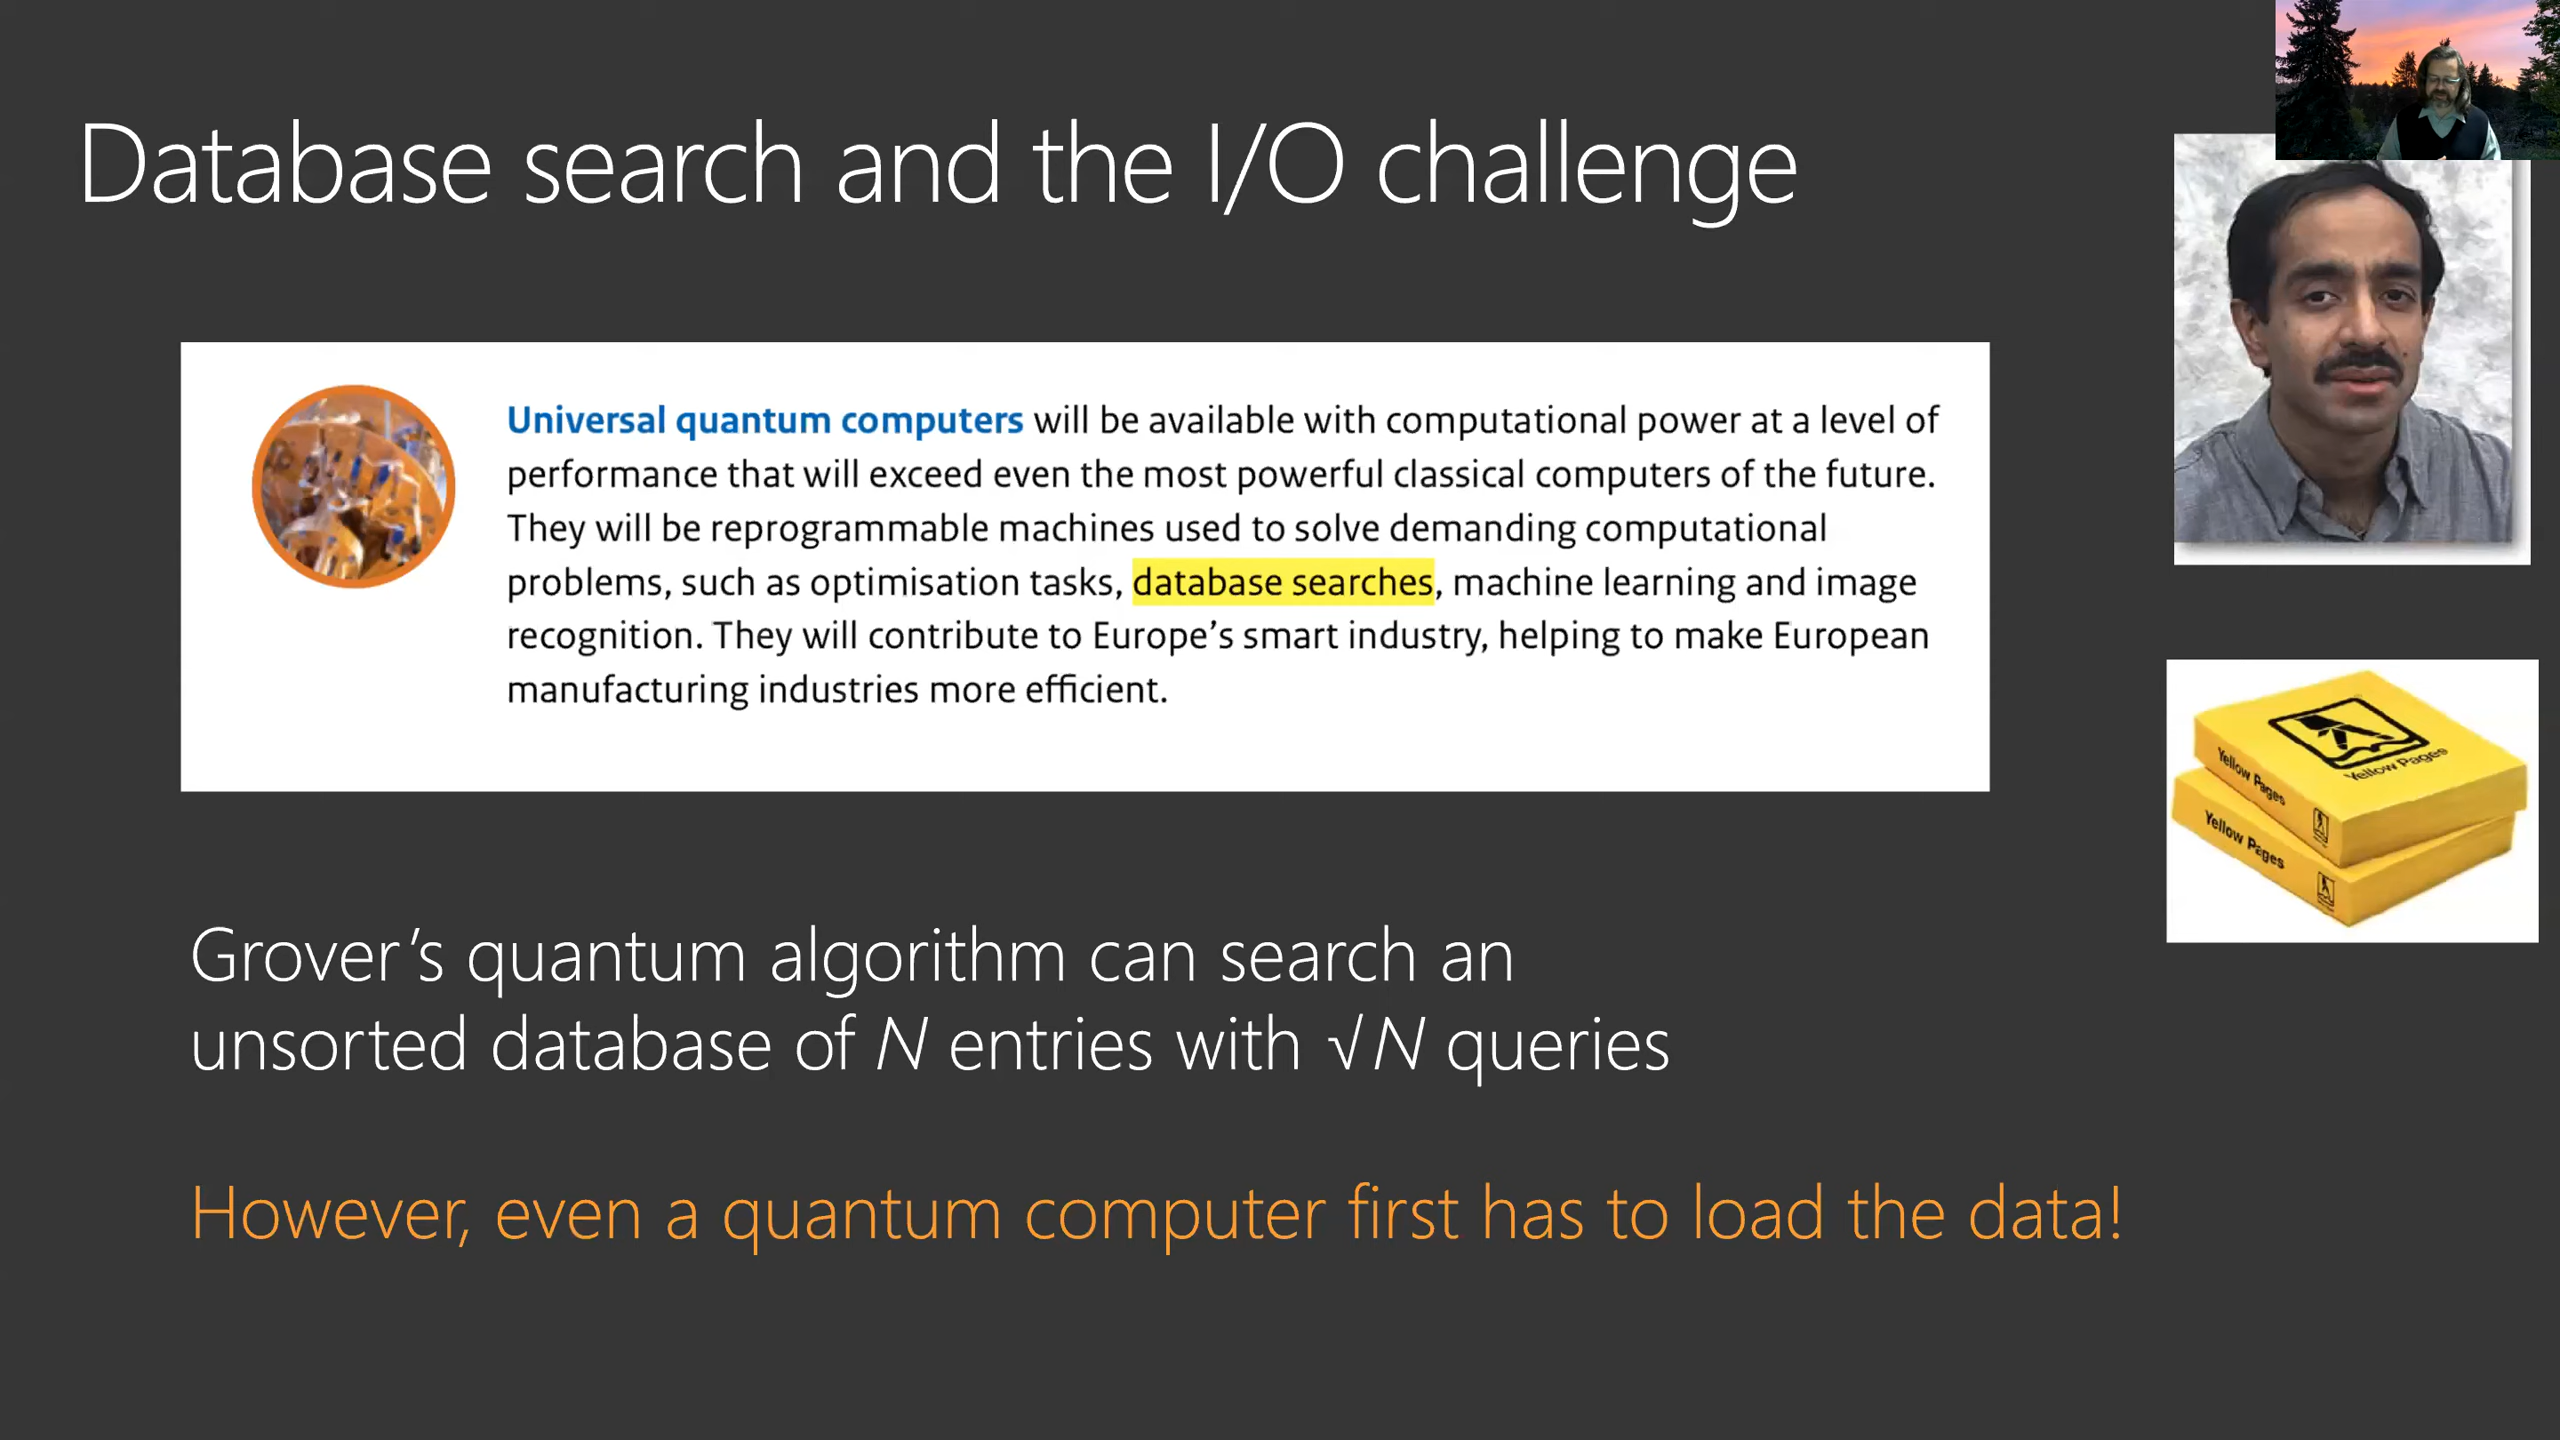 Database search and the I/O challenge
Universal quantum computers will be available with computational power at a level of
performance that will exceed even the most powerful classical computers of the future.
They will be reprogrammable machines used to solve demanding computational
problems, such as optimisation tasks, database searches, machine learning and image
recognition. They will contribute to Europe’s smart industry, helping to make European
manufacturing industries more efficient.
Yellow Pages
Yellow Pages
Yellow Pages
Grover’s quantum algorithm can search an
unsorted database of N entries with √N queries
However, even a quantum computer first has to load the data!